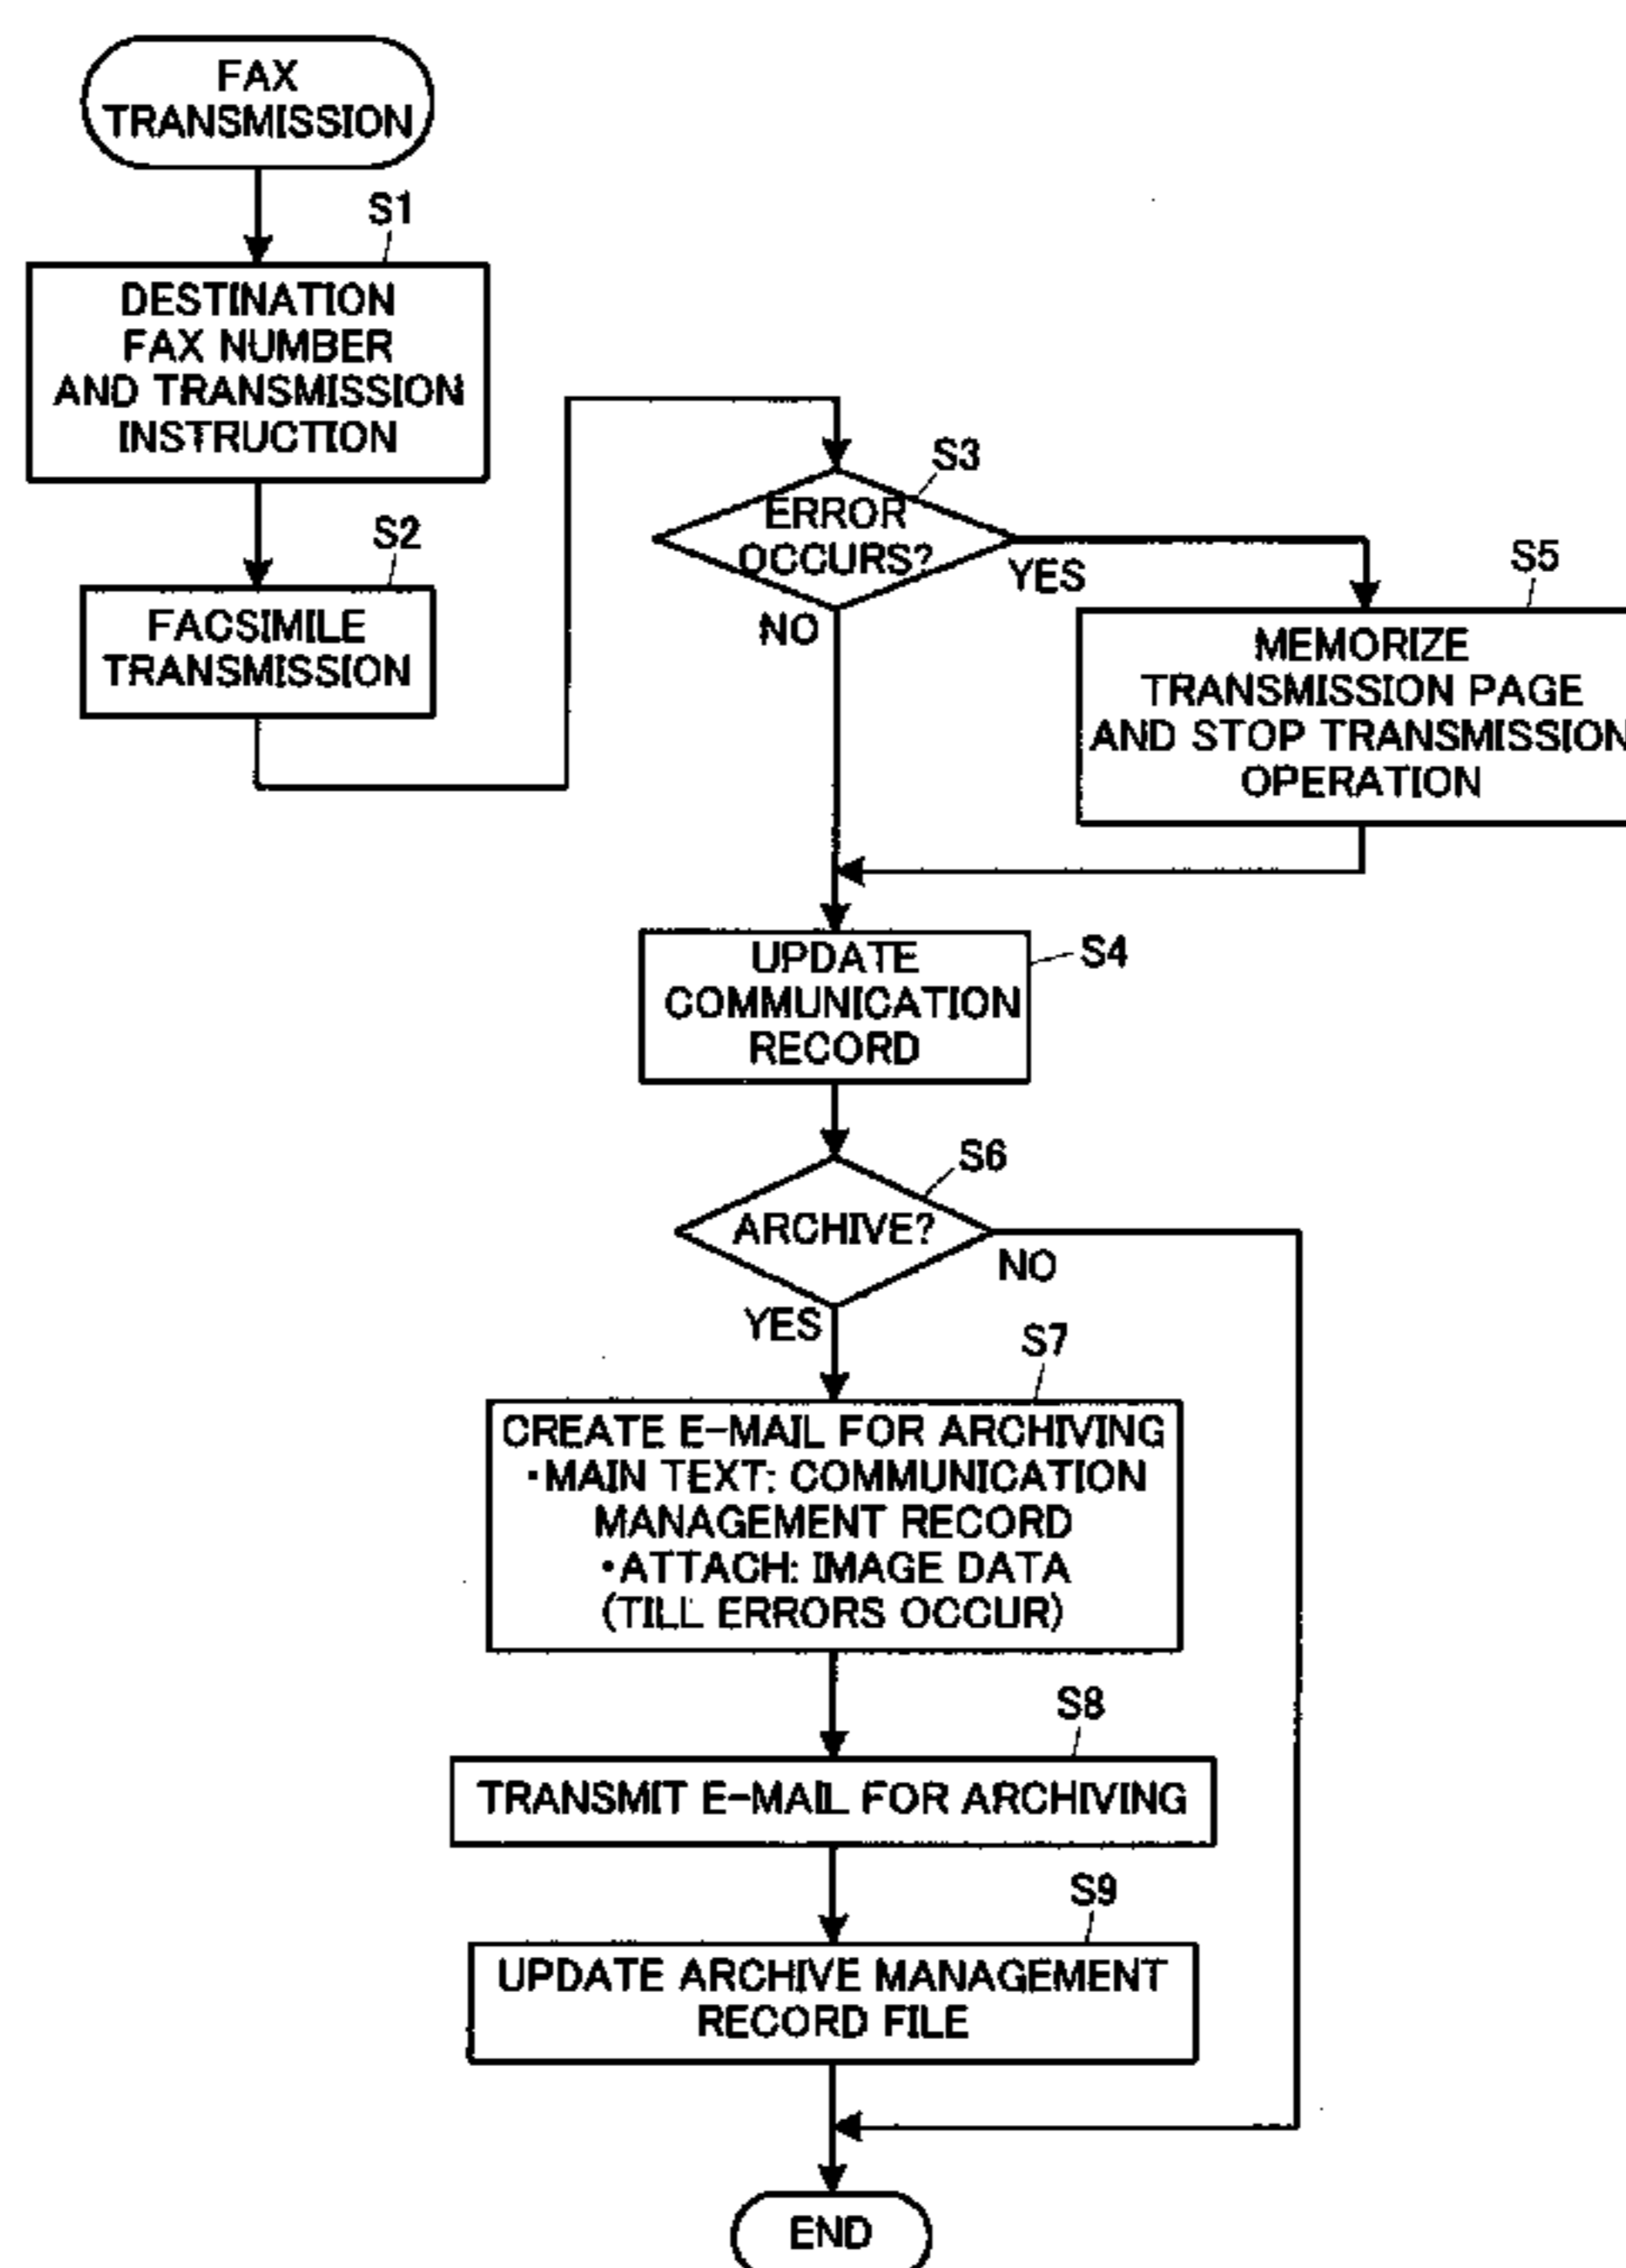 FAX
TRANSMISSION
S1
DESTINATION
FAX NUMBER
AND TRANSMISSION
INSTRUCTION
S2
FACSIMILE
TRANSMISSION
S3
ERROR
OCCURS?
YES
NO
S5
MEMORIZE
TRANSMISSION PAGE
AND STOP TRANSMISSION
OPERATION
S4
UPDATE
COMMUNICATION
RECORD
S6
ARCHIVE?
NO
YES
S7
CREATE E-MAIL FOR ARCHIVING
・MAIN TEXT: COMMUNICATION
MANAGEMENT RECORD
・ATTACH: IMAGE DATA
(TILL ERRORS OCCUR)
S8
TRANSMIT E-MAIL FOR ARCHIVING
S9
UPDATE ARCHIVE MANAGEMENT
RECORD FILE
END